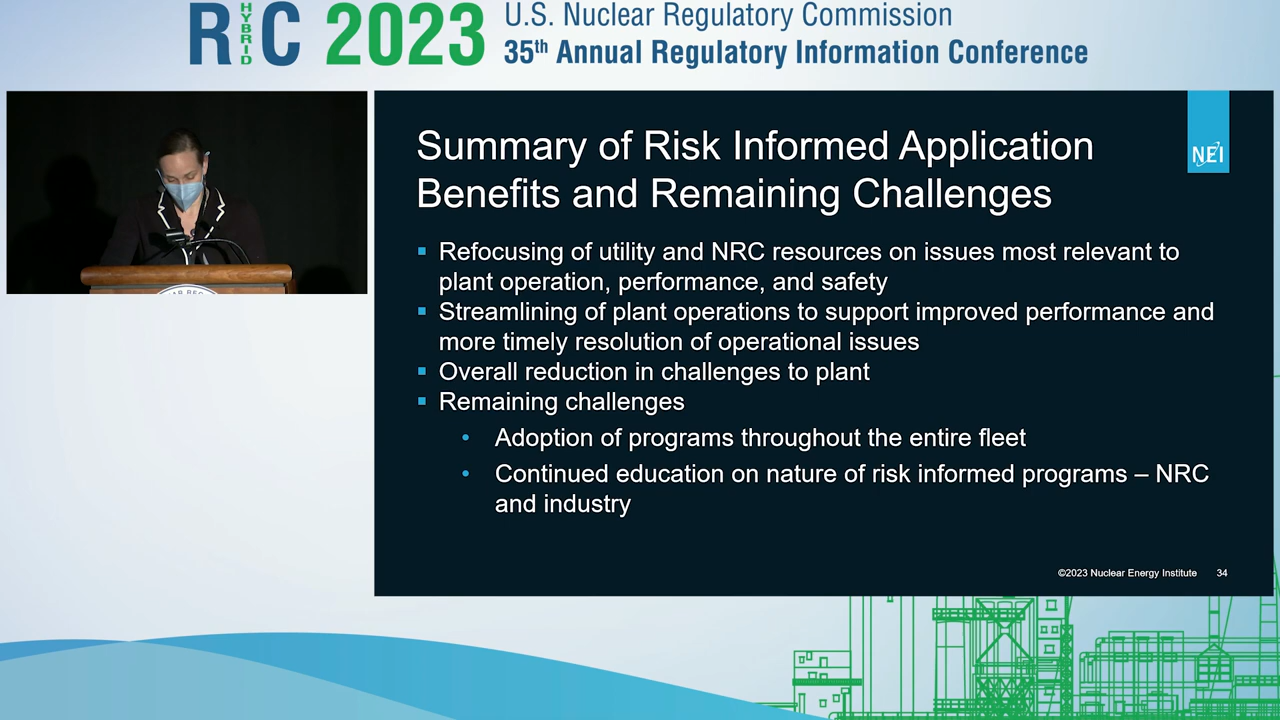 RIC 2023
HYBRID
U.S. Nuclear Regulatory Commission
35th Annual Regulatory Information Conference
Summary of Risk Informed Application
Benefits and Remaining Challenges
NEI
▪ Refocusing of utility and NRC resources on issues most relevant to
plant operation, performance, and safety
▪ Streamlining of plant operations to support improved performance and
more timely resolution of operational issues
▪ Overall reduction in challenges to plant
▪ Remaining challenges
• Adoption of programs throughout the entire fleet
• Continued education on nature of risk informed programs – NRC
and industry
©2023 Nuclear Energy Institute 34